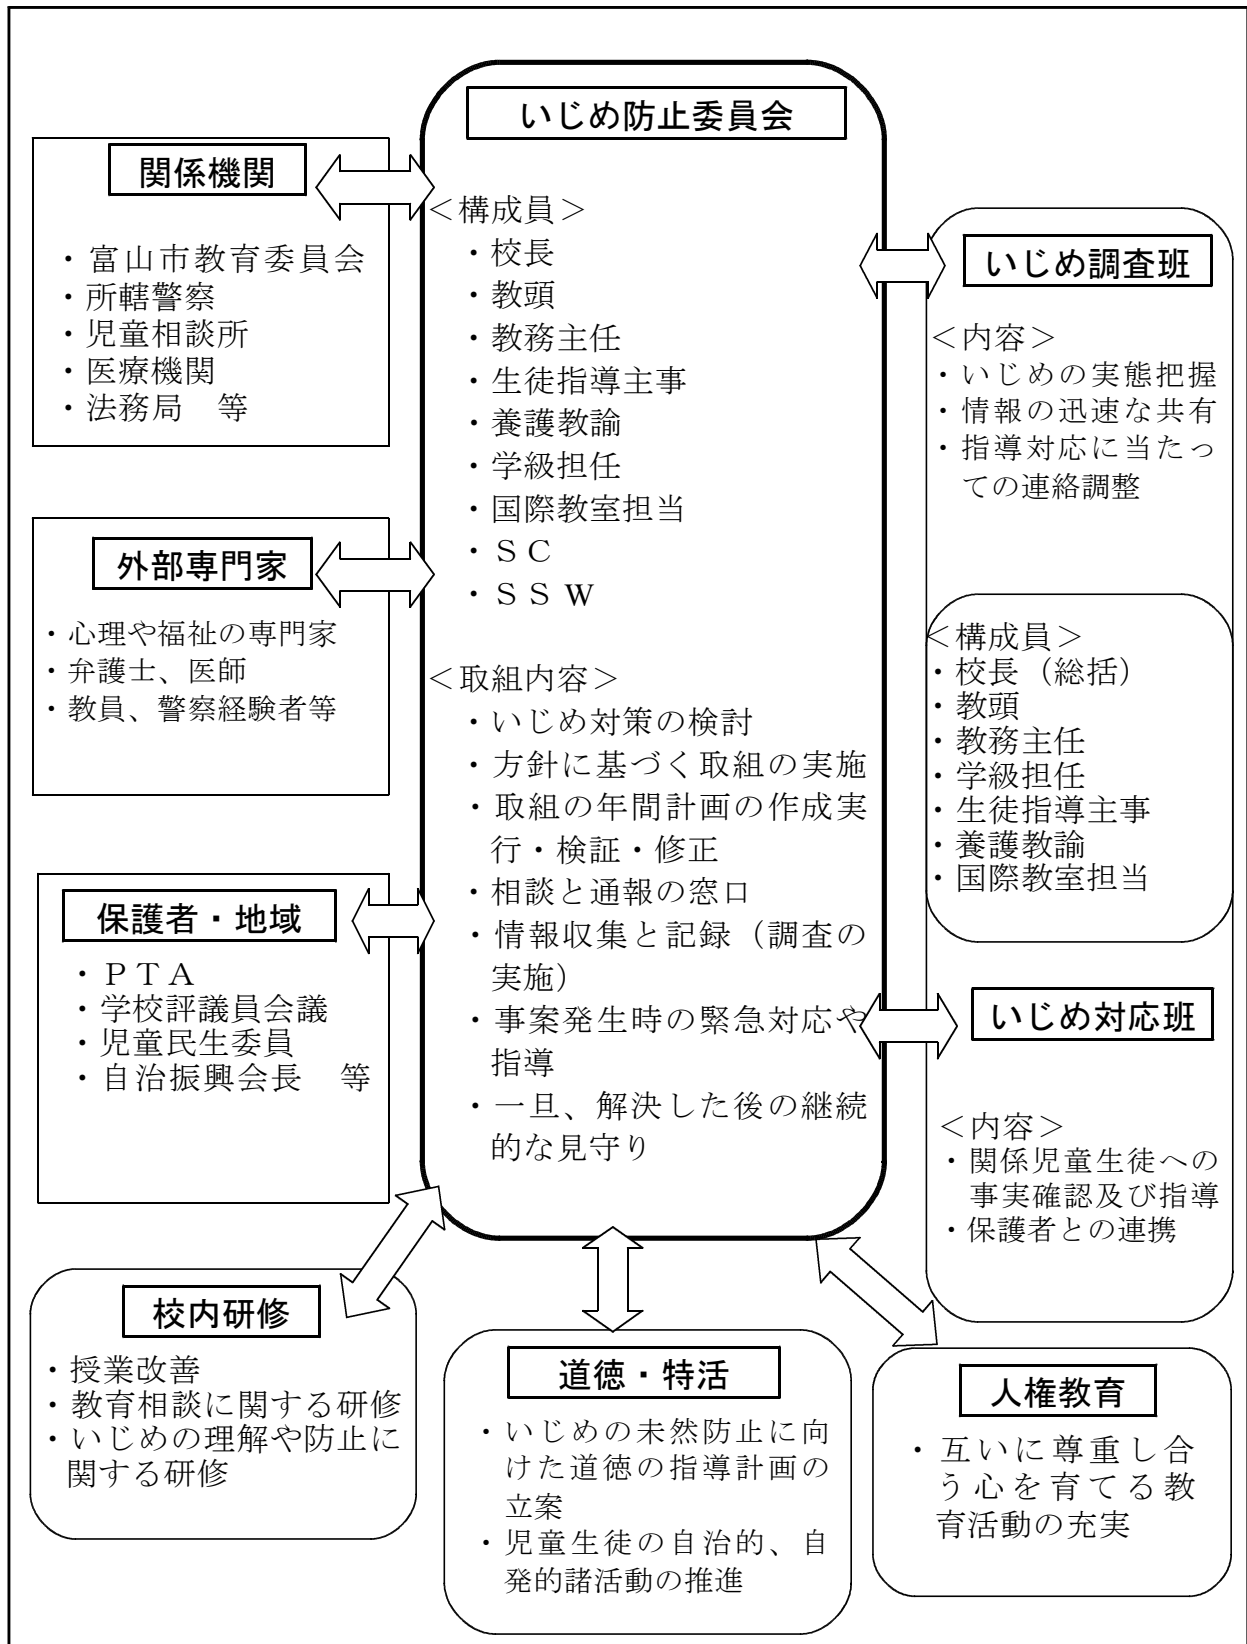 いじめ防止委員会
＜構成員＞
・校長
・教頭
・教務主任
・生徒指導主事
・養護教諭
・学級担任
・国際教室担当
・ＳＣ
・ＳＳＷ
＜取組内容＞
・いじめ対策の検討
・方針に基づく取組の実施
・取組の年間計画の作成実
行・検証・修正
・相談と通報の窓口
・情報収集と記録（調査の
実施）
・事案発生時の緊急対応や
指導
・一旦、解決した後の継続
的な見守り
関係機関
・富山市教育委員会
・所轄警察
・児童相談所
・医療機関
・法務局　等
外部専門家
・心理や福祉の専門家
・弁護士、医師
・教員、警察経験者等
保護者・地域
・ＰＴＡ
・学校評議員会議
・児童民生委員
・自治振興会長　等
いじめ調査班
＜内容＞
・いじめの実態把握
・情報の迅速な共有
・指導対応に当たっ
ての連絡調整
＜構成員＞
・校長（総括）
・教頭
・教務主任
・学級担任
・生徒指導主事
・養護教諭
・国際教室担当
いじめ対応班
＜内容＞
・関係児童生徒への
事実確認及び指導
・保護者との連携
校内研修
・授業改善
・教育相談に関する研修
・いじめの理解や防止に
関する研修
道徳・特活
・いじめの未然防止に向
けた道徳の指導計画の
立案
・児童生徒の自治的、自
発的諸活動の推進
人権教育
・互いに尊重し合
う心を育てる教
育活動の充実